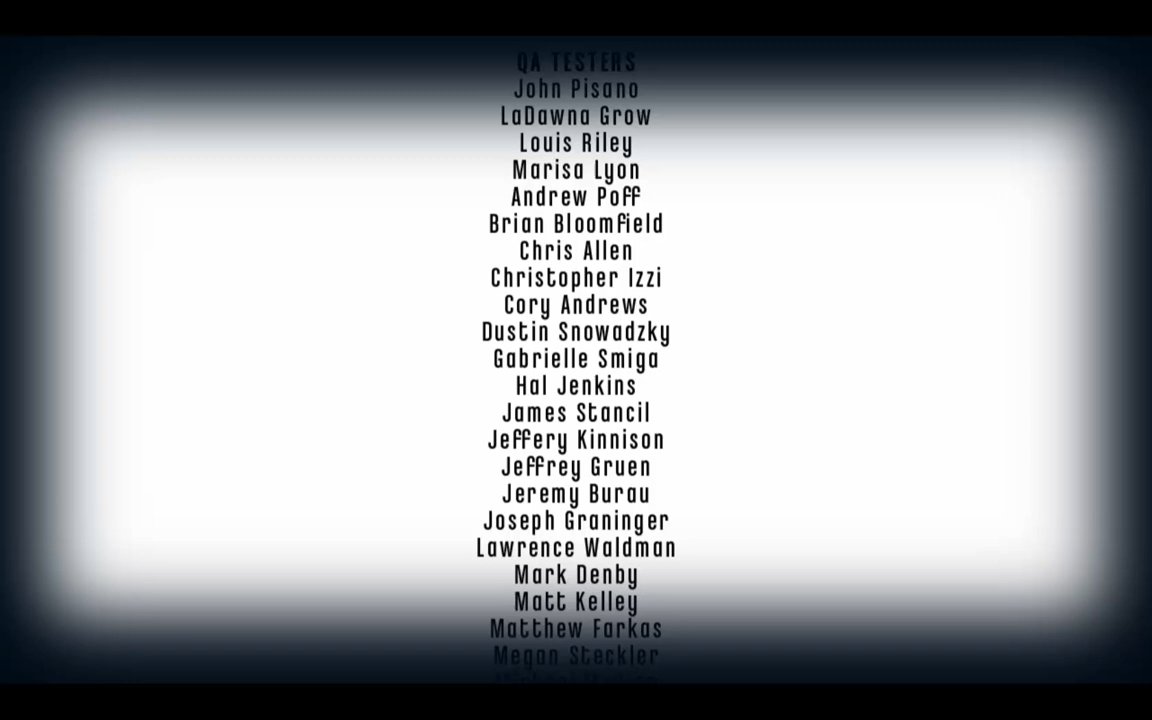 QA TESTERS
John Pisano
LaDawna Grow
Louis Riley
Marisa Lyon
Andrew Poff
Brian Bloomfield
Chris Allen
Christopher Izzi
Cory Andrews
Dustin Snowadzky
Gabrielle Smiga
Hal Jenkins
James Stancil
Jeffery Kinnison
Jeffrey Gruen
Jeremy Burau
Joseph Graninger
Lawrence Waldman
Mark Denby
Matt Kelley
Matthew Farkas
Megan Steckler